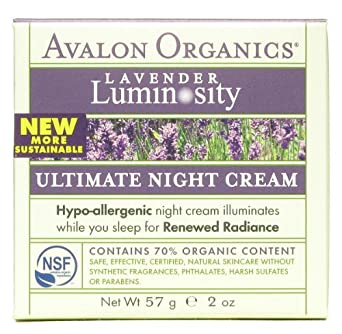 AVALON ORGANICS®
LAVENDER
Luminosity
NEW
MORE
SUSTAINABLE
ULTIMATE NIGHT CREAM
Hypo-allergenic night cream illuminates
while you sleep for Renewed Radiance
NSF
CONTAINS 70% ORGANIC CONTENT
SAFE, EFFECTIVE, CERTIFIED, NATURAL SKINCARE WITHOUT
SYNTHETIC FRAGRANCES, PHTHALATES, HARSH SULFATES
OR PARABENS.
Net Wt 57 g ℮ 2 oz